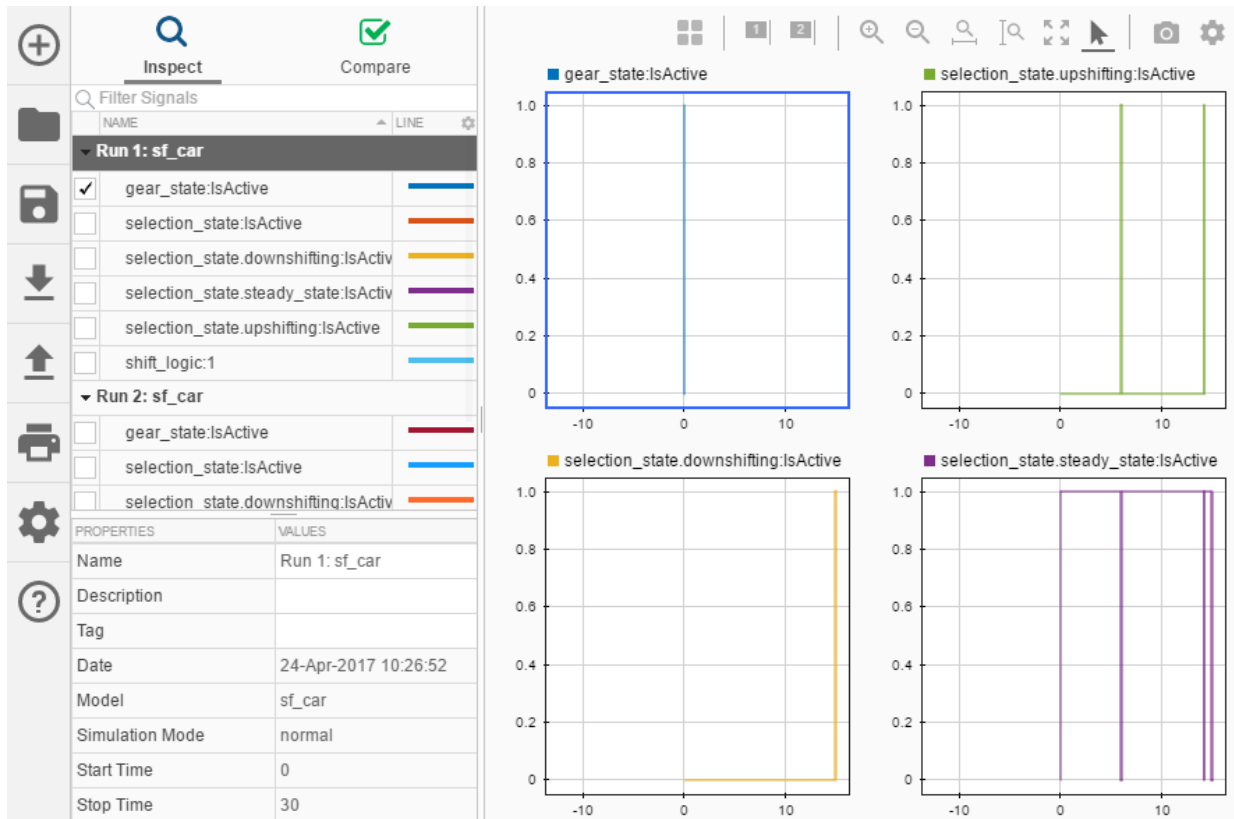 Inspect
Compare
Filter Signals
NAME LINE
Run 1: sf_car
gear_state:IsActive
selection_state:IsActive
selection_state.downshifting:IsActiv
selection_state.steady_state:IsActiv
selection_state.upshifting:IsActive
shift_logic:1
Run 2: sf_car
gear_state:IsActive
selection_state:IsActive
selection_state.downshifting:IsActiv
PROPERTIES VALUES
Name Run 1: sf_car
Description
Tag
Date 24-Apr-2017 10:26:52
Model sf_car
Simulation Mode normal
Start Time 0
Stop Time 30
1 2
gear_state:IsActive
1.0
0.8
0.6
0.4
0.2
0
-10 0 10
selection_state.upshifting:IsActive
1.0
0.8
0.6
0.4
0.2
0
-10 0 10
selection_state.downshifting:IsActive
1.0
0.8
0.6
0.4
0.2
0
-10 0 10
selection_state.steady_state:IsActive
1.0
0.8
0.6
0.4
0.2
0
-10 0 10